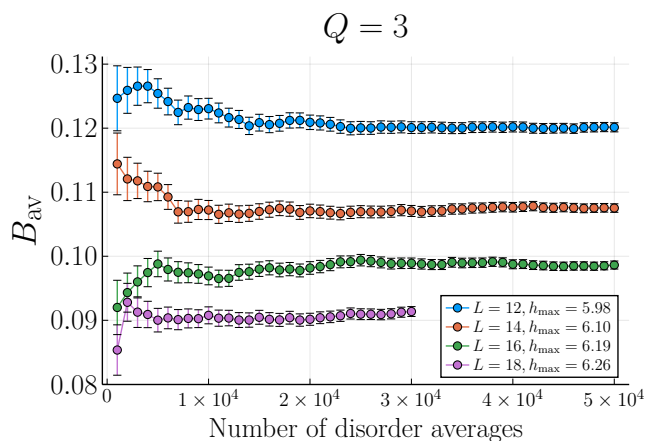 Q = 3
B_av
0.13
0.12
0.11
0.10
0.09
0.08
L = 12, h_max = 5.98
L = 14, h_max = 6.10
L = 16, h_max = 6.19
L = 18, h_max = 6.26
0
1 × 10^4
2 × 10^4
3 × 10^4
4 × 10^4
5 × 10^4
Number of disorder averages